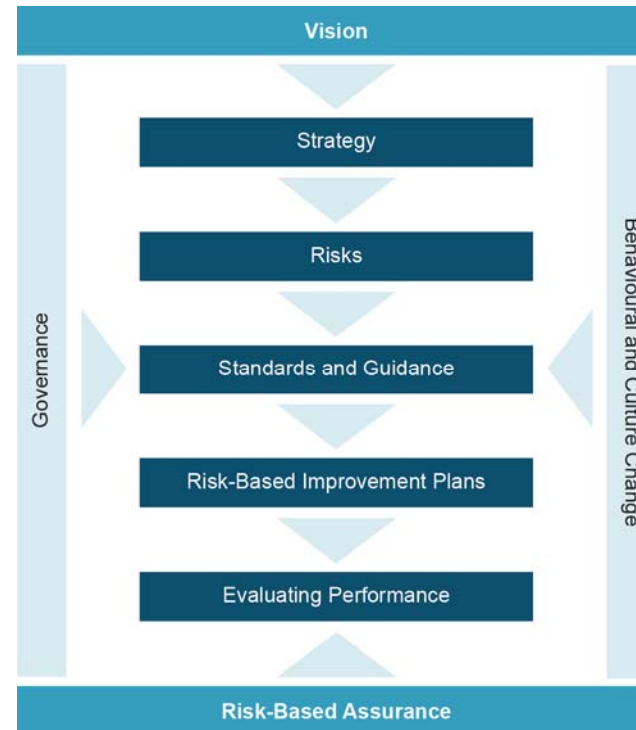 Vision
Strategy
Risks
Standards and Guidance
Risk-Based Improvement Plans
Evaluating Performance
Governance
Behavioural and Culture Change
Risk-Based Assurance